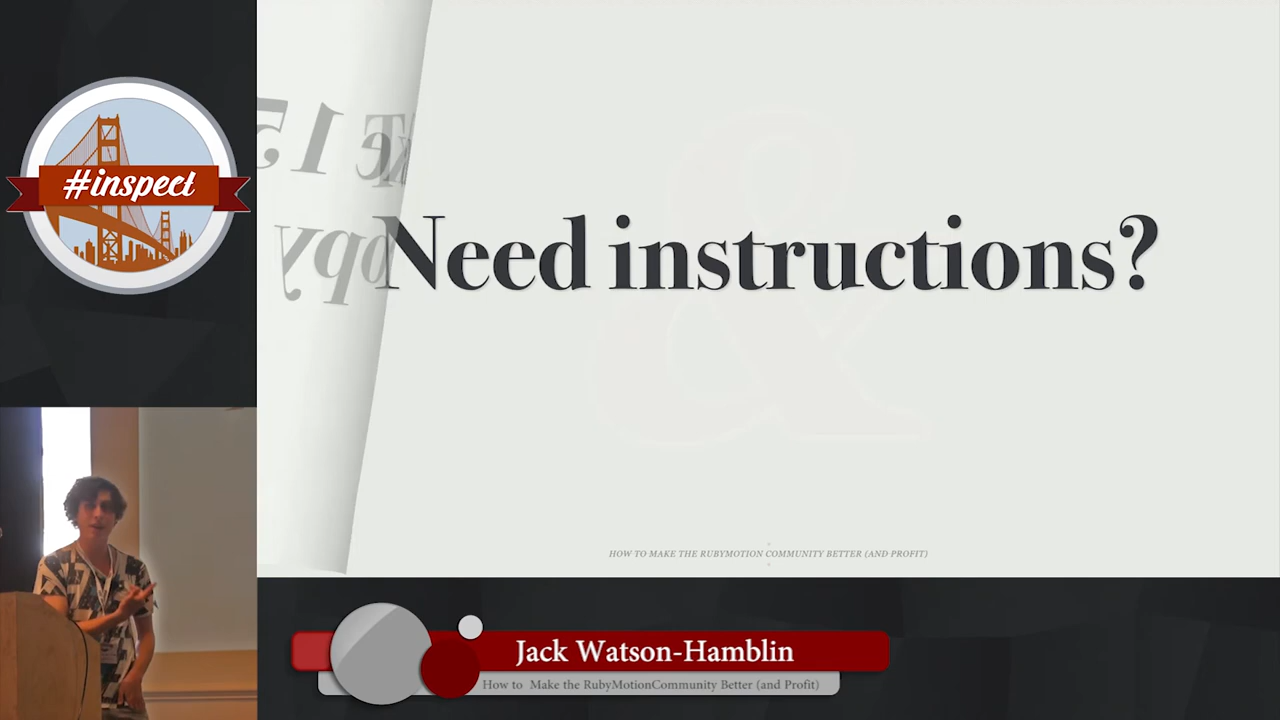 #inspect
Need instructions?
HOW TO MAKE THE RUBYMOTION COMMUNITY BETTER (AND PROFIT)
Jack Watson-Hamblin
How to Make the RubyMotionCommunity Better (and Profit)